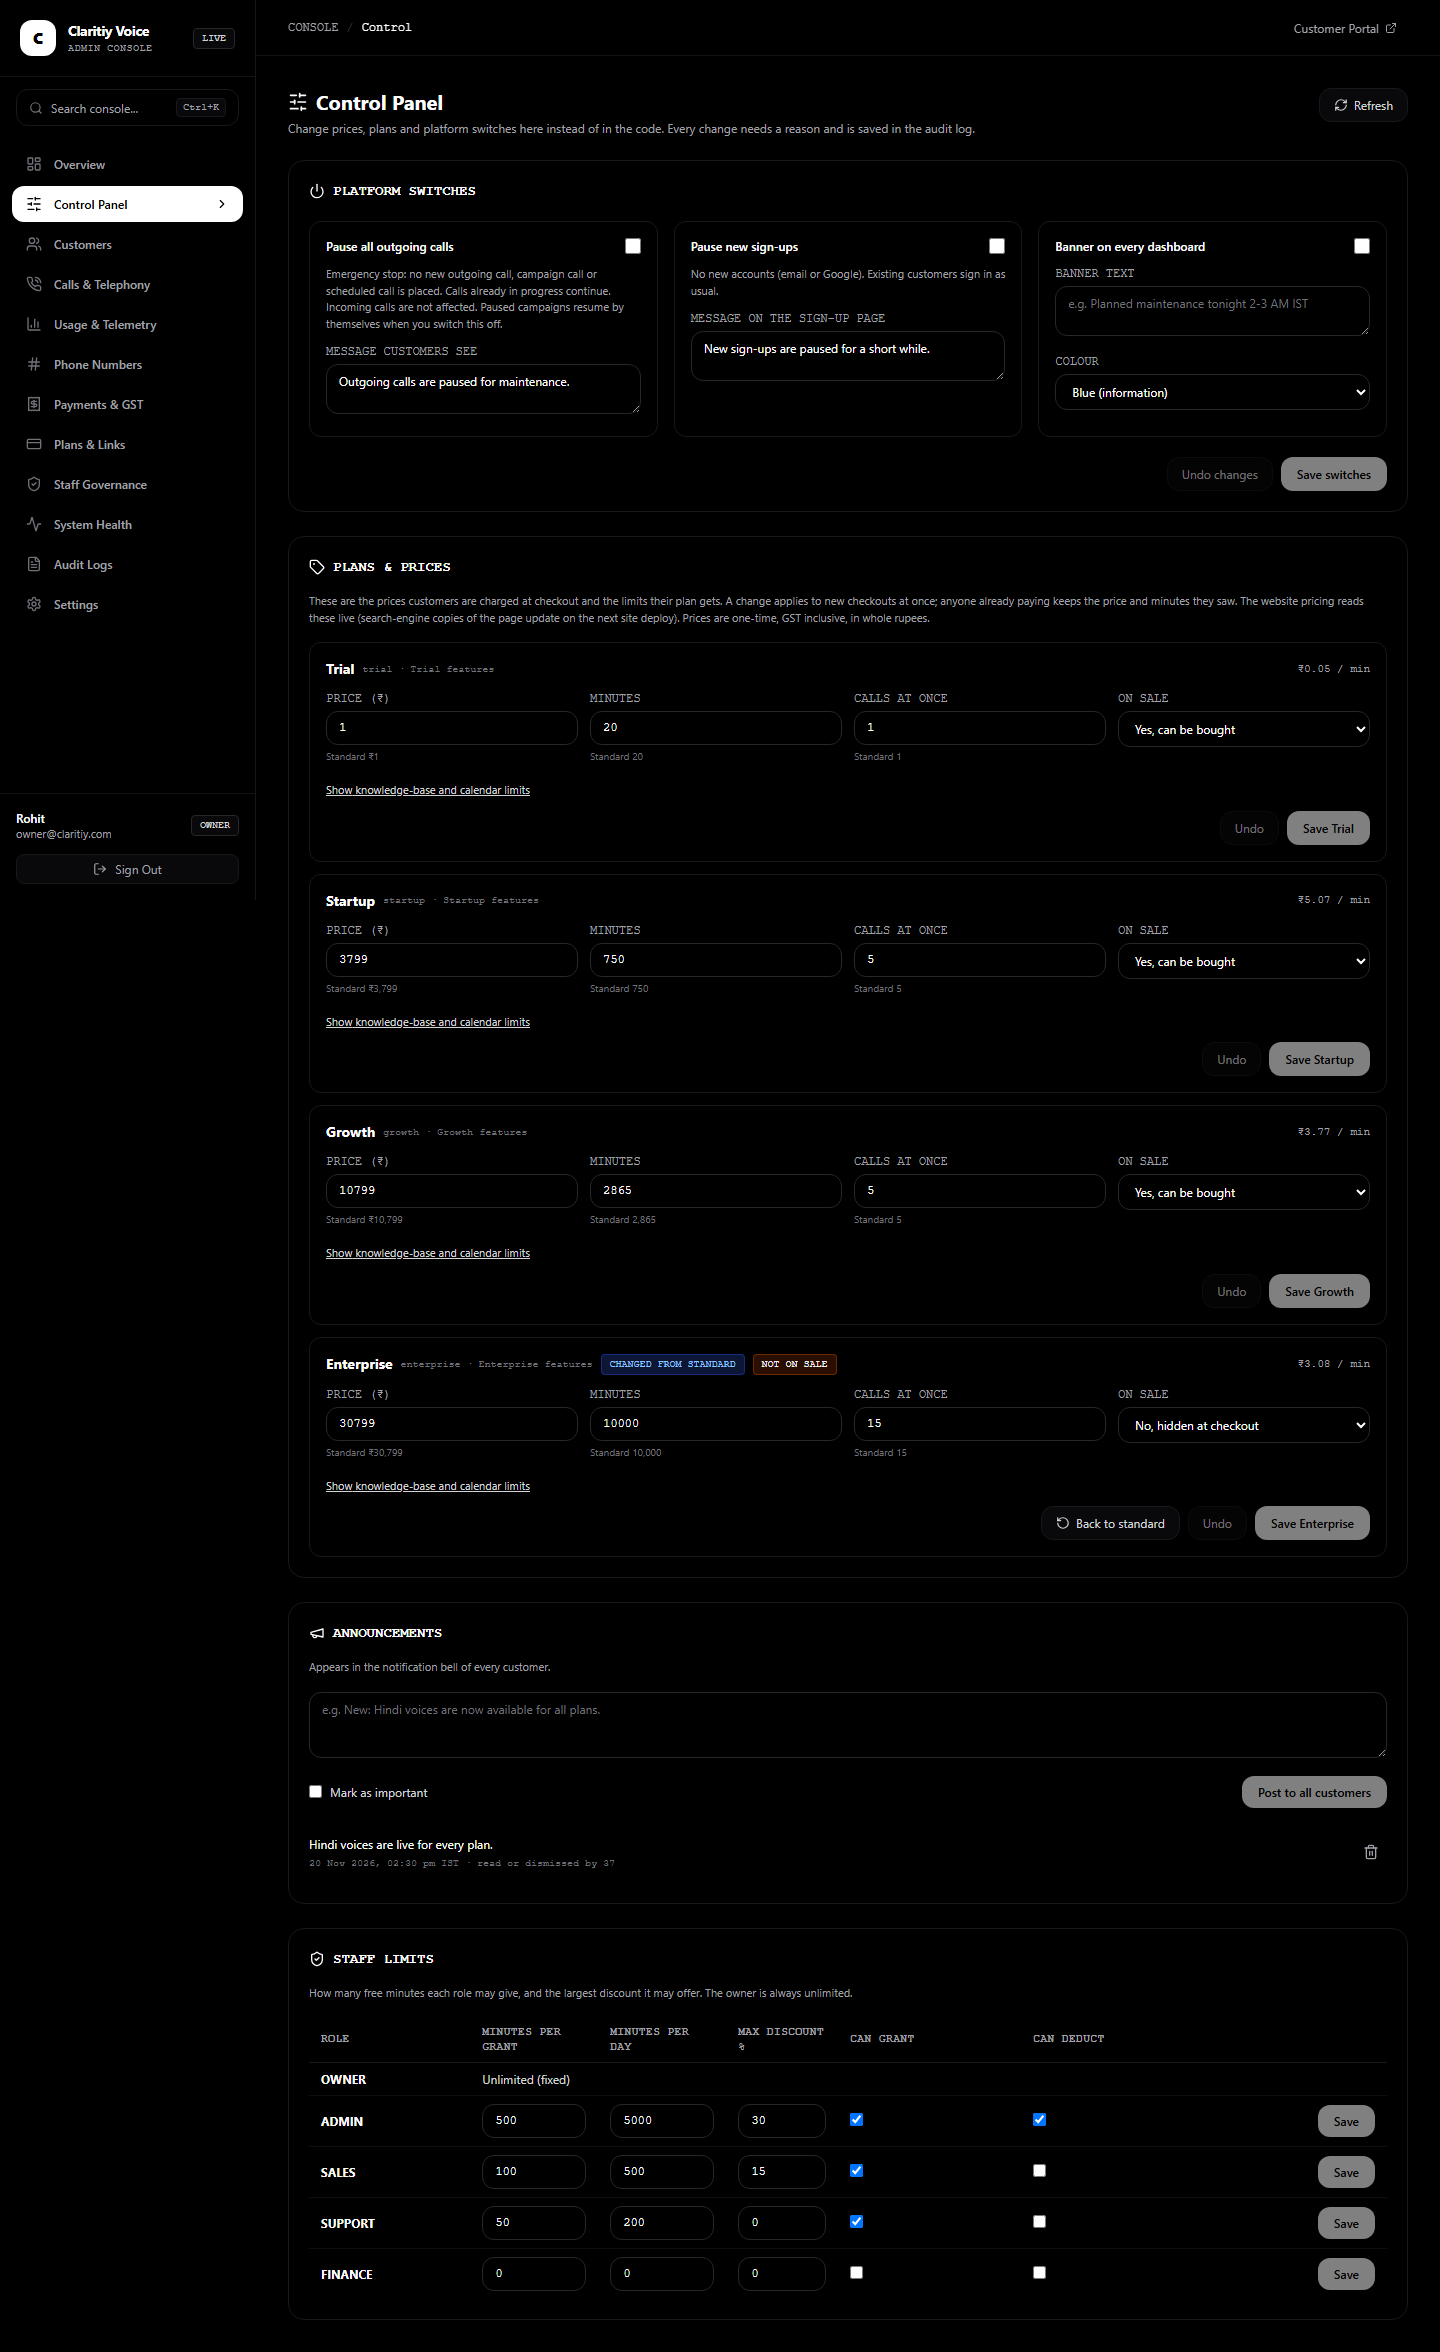 C
Claritiy Voice
ADMIN CONSOLE
LIVE
Search console...
Ctrl+K
Overview
Control Panel
Customers
Calls & Telephony
Usage & Telemetry
Phone Numbers
Payments & GST
Plans & Links
Staff Governance
System Health
Audit Logs
Settings
Rohit
owner@claritiy.com
OWNER
Sign Out
CONSOLE / Control
Customer Portal
Control Panel
Change prices, plans and platform switches here instead of in the code. Every change needs a reason and is saved in the audit log.
Refresh
PLATFORM SWITCHES
Pause all outgoing calls
Emergency stop: no new outgoing call, campaign call or
scheduled call is placed. Calls already in progress continue.
Incoming calls are not affected. Paused campaigns resume by
themselves when you switch this off.
MESSAGE CUSTOMERS SEE
Outgoing calls are paused for maintenance.
Pause new sign-ups
No new accounts (email or Google). Existing customers sign in as
usual.
MESSAGE ON THE SIGN-UP PAGE
New sign-ups are paused for a short while.
Banner on every dashboard
BANNER TEXT
e.g. Planned maintenance tonight 2-3 AM IST
COLOUR
Blue (information)
Undo changes
Save switches
PLANS & PRICES
These are the prices customers are charged at checkout and the limits their plan gets. A change applies to new checkouts at once; anyone already paying keeps the price and minutes they saw. The website pricing reads
these live (search-engine copies of the page update on the next site deploy). Prices are one-time, GST inclusive, in whole rupees.
Trial trial · Trial features
₹0.05 / min
PRICE (₹) MINUTES CALLS AT ONCE ON SALE
1 20 1 Yes, can be bought
Standard ₹1 Standard 20 Standard 1
Show knowledge-base and calendar limits
Undo Save Trial
Startup startup · Startup features
₹5.07 / min
PRICE (₹) MINUTES CALLS AT ONCE ON SALE
3799 750 5 Yes, can be bought
Standard ₹3,799 Standard 750 Standard 5
Show knowledge-base and calendar limits
Undo Save Startup
Growth growth · Growth features
₹3.77 / min
PRICE (₹) MINUTES CALLS AT ONCE ON SALE
10799 2865 5 Yes, can be bought
Standard ₹10,799 Standard 2,865 Standard 5
Show knowledge-base and calendar limits
Undo Save Growth
Enterprise enterprise · Enterprise features CHANGED FROM STANDARD NOT ON SALE
₹3.08 / min
PRICE (₹) MINUTES CALLS AT ONCE ON SALE
30799 10000 15 No, hidden at checkout
Standard ₹30,799 Standard 10,000 Standard 15
Show knowledge-base and calendar limits
Back to standard Undo Save Enterprise
ANNOUNCEMENTS
Appears in the notification bell of every customer.
e.g. New: Hindi voices are now available for all plans.
Mark as important
Post to all customers
Hindi voices are live for every plan.
20 Nov 2026, 02:30 pm IST · read or dismissed by 37
STAFF LIMITS
How many free minutes each role may give, and the largest discount it may offer. The owner is always unlimited.
ROLE MINUTES PER GRANT MINUTES PER DAY MAX DISCOUNT % CAN GRANT CAN DEDUCT
OWNER Unlimited (fixed)
ADMIN 500 5000 30 Save
SALES 100 500 15 Save
SUPPORT 50 200 0 Save
FINANCE 0 0 0 Save